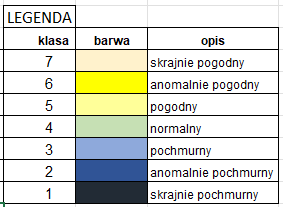 LEGENDA
klasa barwa opis
7 skrajnie pogodny
6 anomalnie pogodny
5 pogodny
4 normalny
3 pochmurny
2 anomalnie pochmurny
1 skrajnie pochmurny